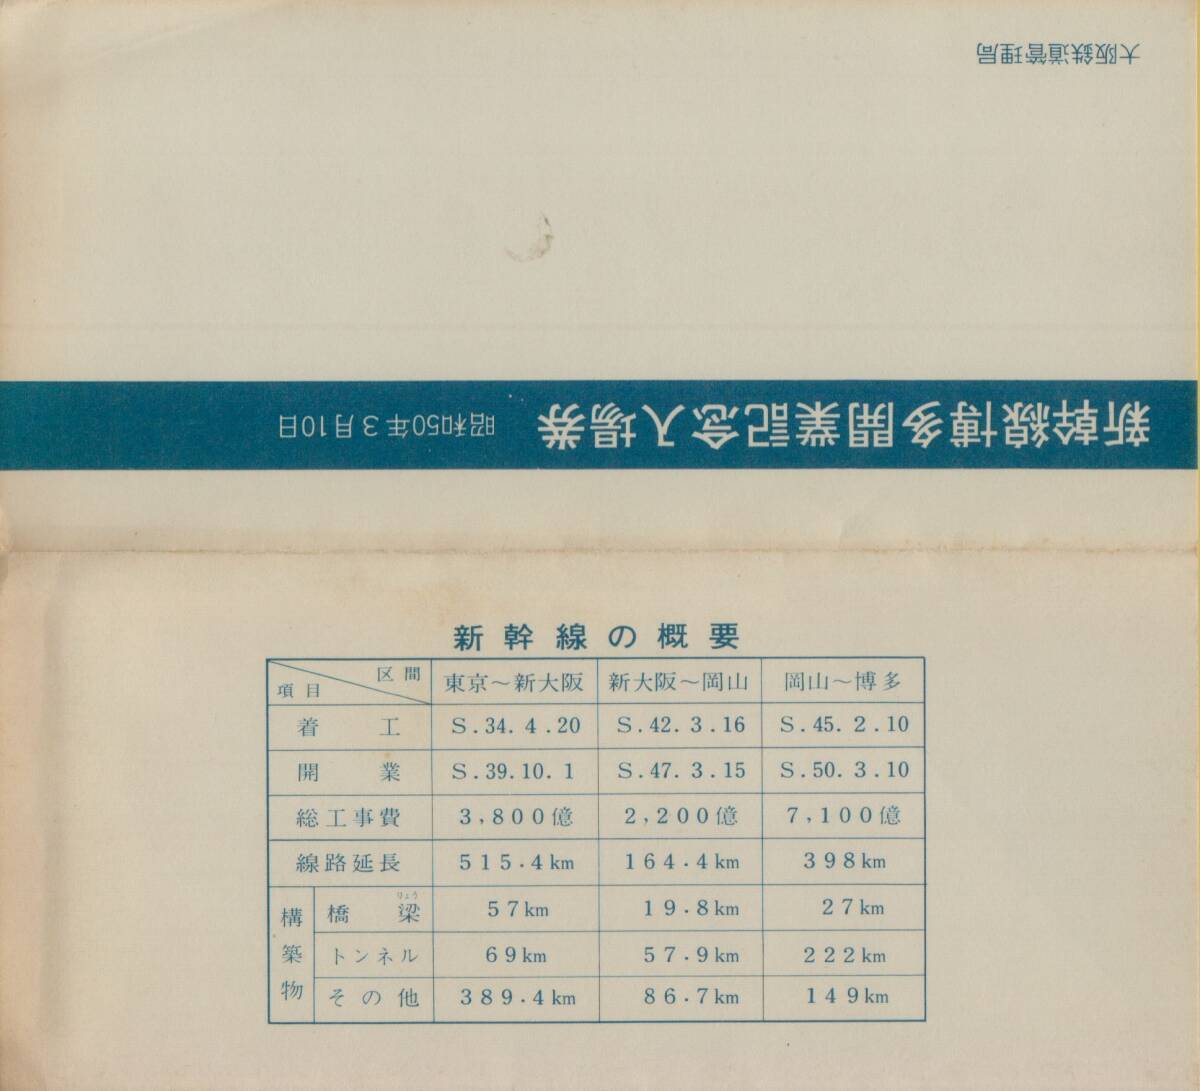 大阪鉄道管理局
新幹線博多開業記念入場券 昭和50年3月10日
新幹線の概要
項目 区間 東京～新大阪 新大阪～岡山 岡山～博多
着工 S.34.4.20 S.42.3.16 S.45.2.10
開業 S.39.10.1 S.47.3.15 S.50.3.10
総工事費 3,800億 2,200億 7,100億
線路延長 515.4km 164.4km 398km
構築物
りょう
橋梁 57km 19.8km 27km
トンネル 69km 57.9km 222km
その他 389.4km 86.7km 149km